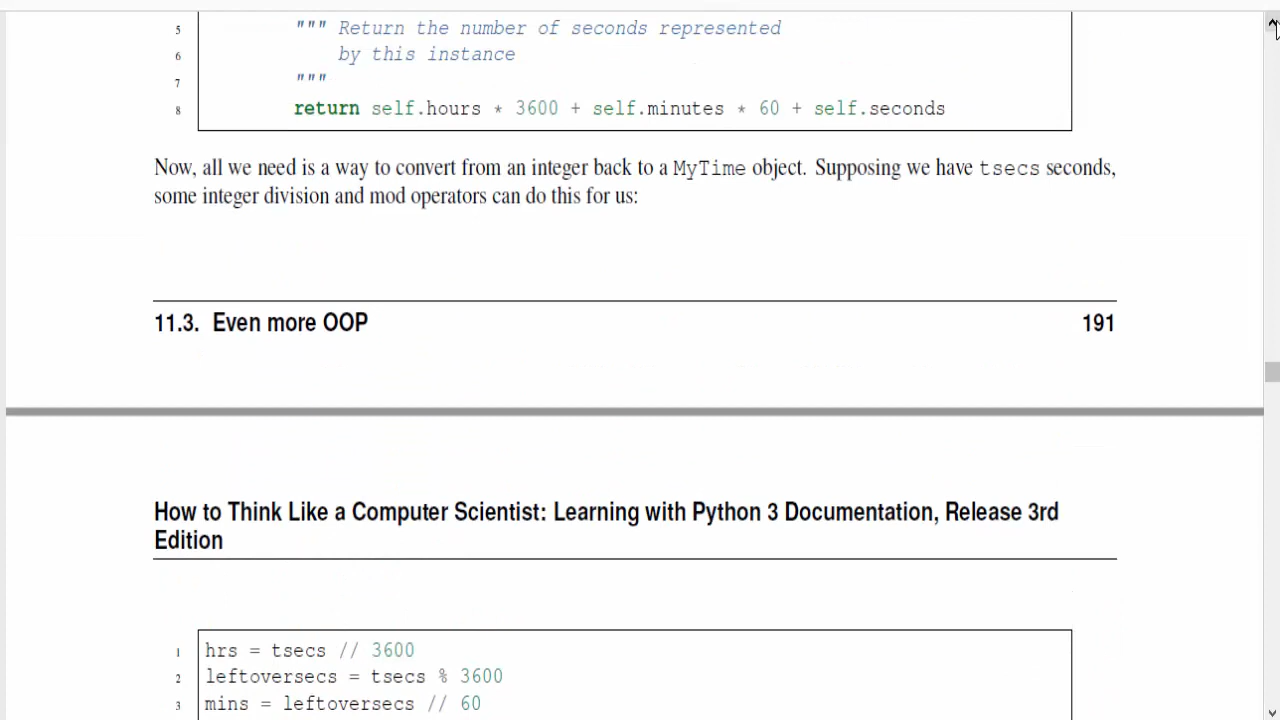 5 """ Return the number of seconds represented
6 by this instance
7 """
8 return self.hours * 3600 + self.minutes * 60 + self.seconds
Now, all we need is a way to convert from an integer back to a MyTime object. Supposing we have tsecs seconds,
some integer division and mod operators can do this for us:
11.3. Even more OOP 191
How to Think Like a Computer Scientist: Learning with Python 3 Documentation, Release 3rd
Edition
1 hrs = tsecs // 3600
2 leftoversecs = tsecs % 3600
3 mins = leftoversecs // 60